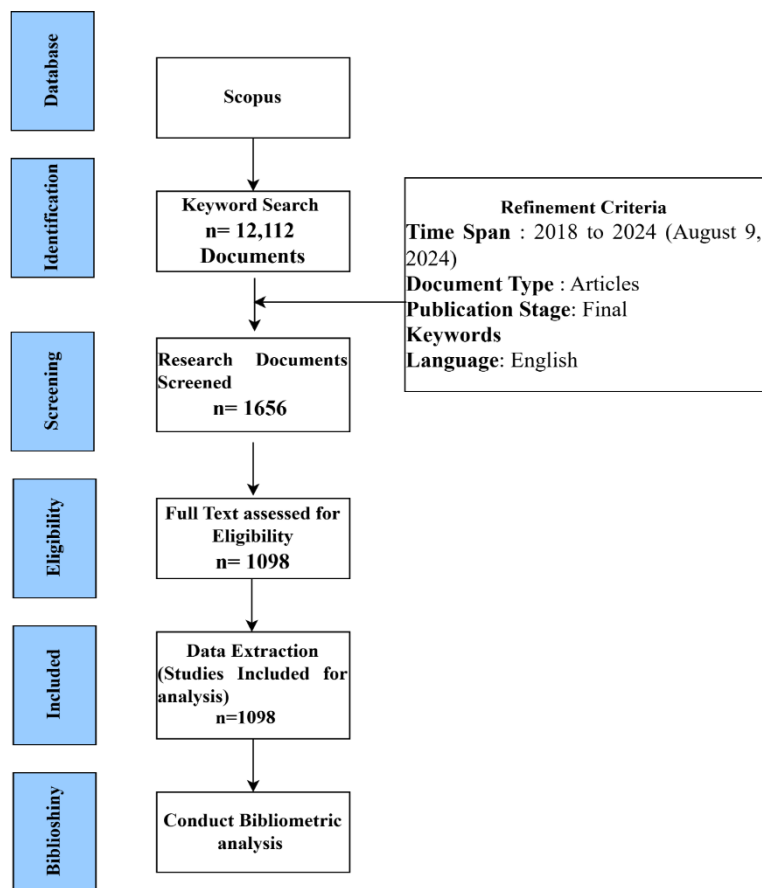 Database
Scopus
Identification
Keyword Search
n= 12,112
Documents
Refinement Criteria
Time Span : 2018 to 2024 (August 9,
2024)
Document Type : Articles
Publication Stage: Final
Keywords
Language: English
Screening
Research Documents
Screened
n= 1656
Eligibility
Full Text assessed for
Eligibility
n= 1098
Included
Data Extraction
(Studies Included for
analysis)
n=1098
Biblioshiny
Conduct Bibliometric
analysis